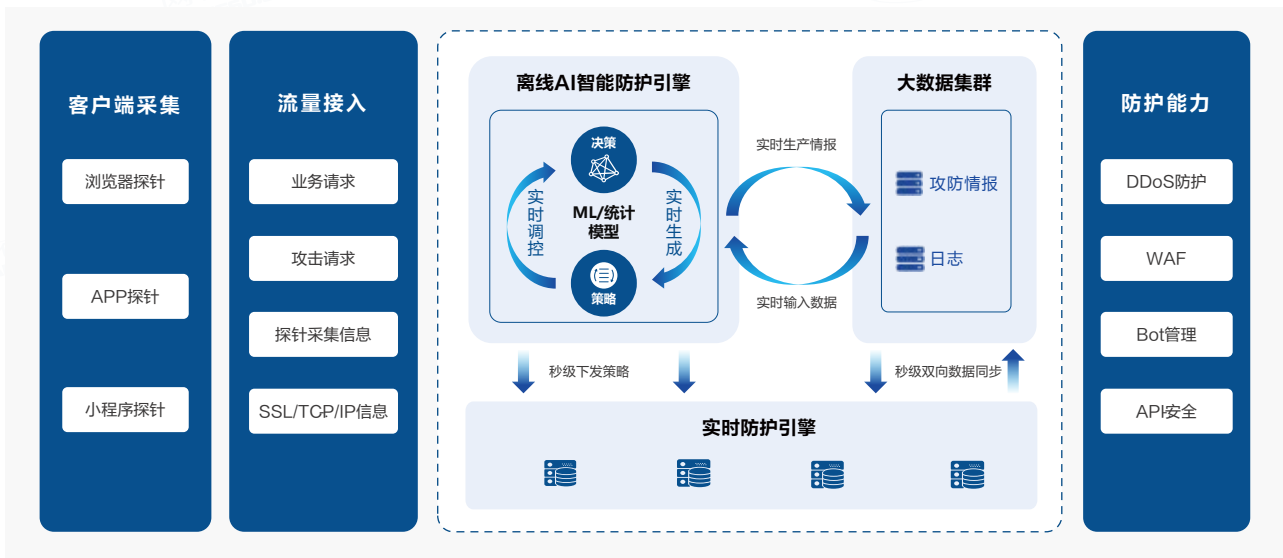 客户端采集
浏览器探针
APP探针
小程序探针
流量接入
业务请求
攻击请求
探针采集信息
SSL/TCP/IP信息
离线AI智能防护引擎
决策
实时调控
ML/统计
模型
实时生成
策略
实时生产情报
实时输入数据
大数据集群
攻防情报
日志
秒级下发策略
秒级双向数据同步
实时防护引擎
防护能力
DDoS防护
WAF
Bot管理
API安全